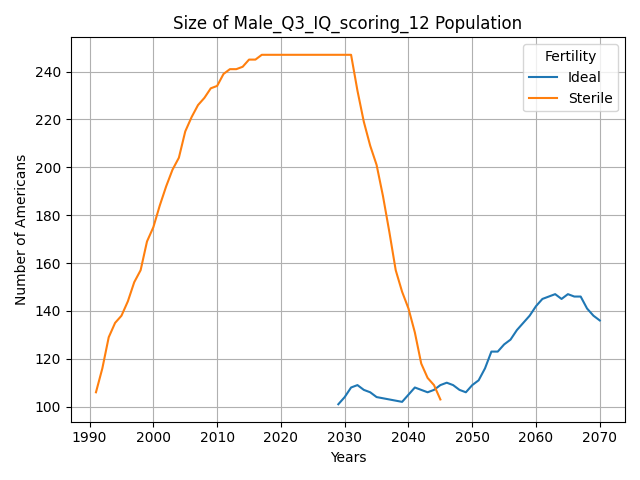 Size of Male_Q3_IQ_scoring_12 Population
Number of Americans
240
220
200
180
160
140
120
100
Fertility
Ideal
Sterile
1990 2000 2010 2020 2030 2040 2050 2060 2070
Years